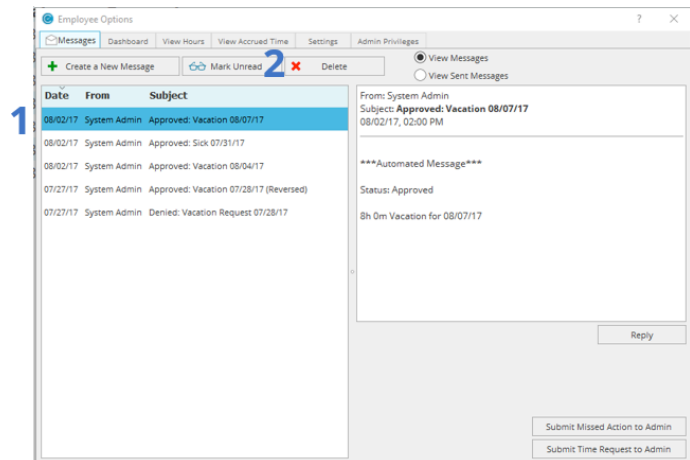 Employee Options
Messages Dashboard View Hours View Accrued Time Settings Admin Privileges
Create a New Message Mark Unread 2 Delete
View Messages
View Sent Messages
Date From Subject
1
08/02/17 System Admin Approved: Vacation 08/07/17
08/02/17 System Admin Approved: Sick 07/31/17
08/02/17 System Admin Approved: Vacation 08/04/17
07/27/17 System Admin Approved: Vacation 07/28/17 (Reversed)
07/27/17 System Admin Denied: Vacation Request 07/28/17
From: System Admin
Subject: Approved: Vacation 08/07/17
08/02/17, 02:00 PM
***Automated Message***
Status: Approved
8h 0m Vacation for 08/07/17
Reply
Submit Missed Action to Admin
Submit Time Request to Admin